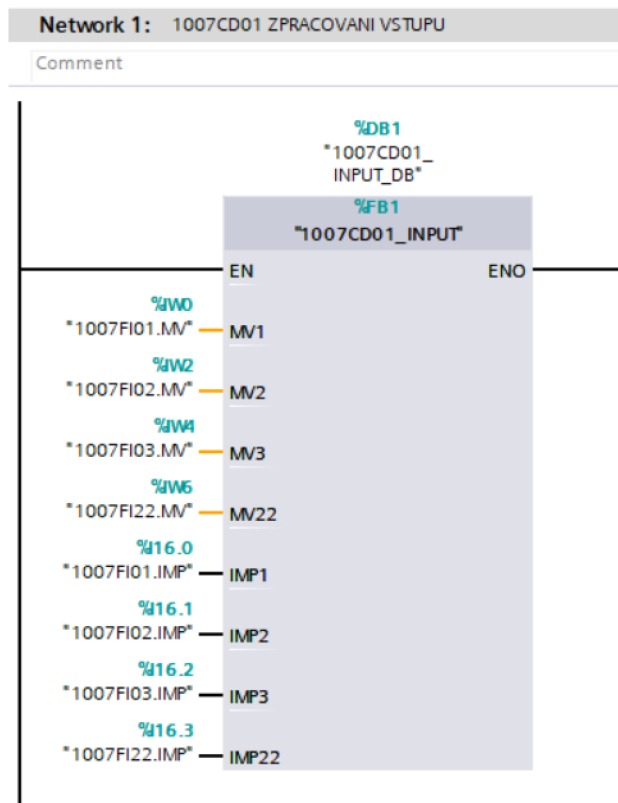 Network 1: 1007CD01 ZPRACOVANI VSTUPU
Comment
%DB1
"1007CD01_
INPUT_DB"
%FB1
"1007CD01_INPUT"
EN ENO
%IW0
"1007FI01.MV" MV1
%IW2
"1007FI02.MV" MV2
%IW4
"1007FI03.MV" MV3
%IW6
"1007FI22.MV" MV22
%I16.0
"1007FI01.IMP" IMP1
%I16.1
"1007FI02.IMP" IMP2
%I16.2
"1007FI03.IMP" IMP3
%I16.3
"1007FI22.IMP" IMP22